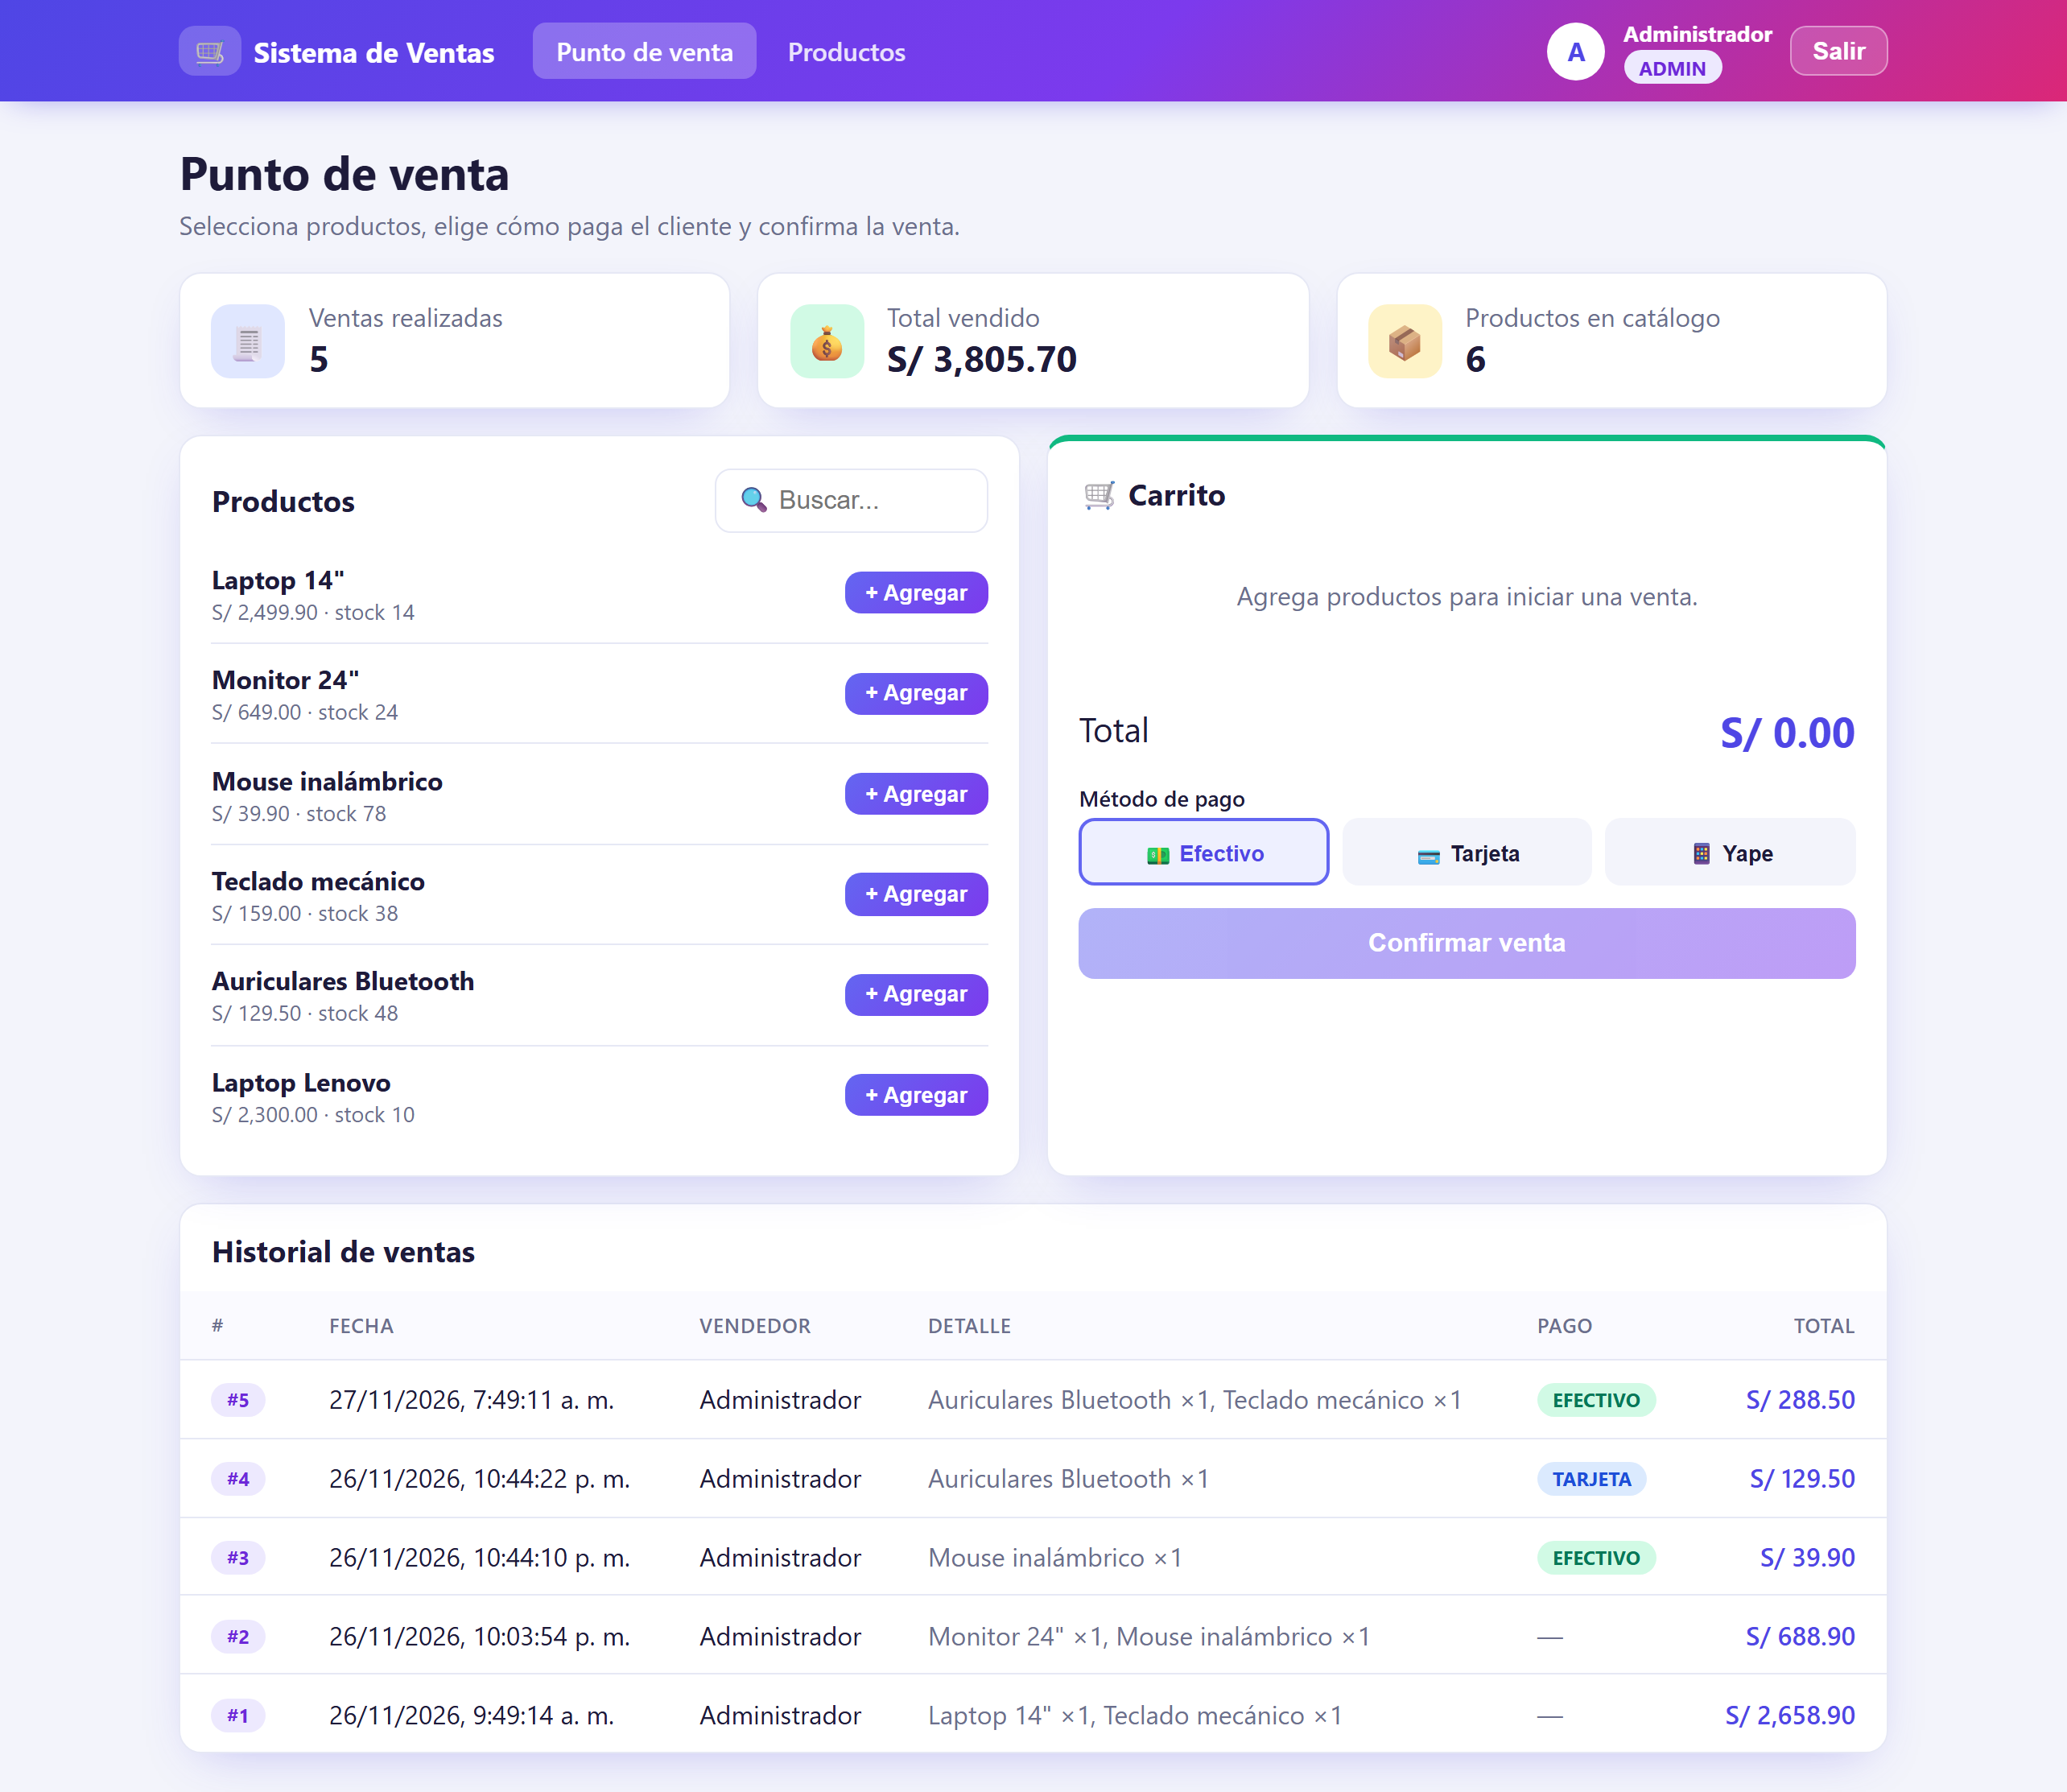 Sistema de Ventas
Punto de venta
Productos
A
Administrador
ADMIN
Salir
Punto de venta
Selecciona productos, elige cómo paga el cliente y confirma la venta.
Ventas realizadas
5
Total vendido
S/ 3,805.70
Productos en catálogo
6
Productos
Buscar...
Laptop 14"
S/ 2,499.90 · stock 14
+ Agregar
Monitor 24"
S/ 649.00 · stock 24
+ Agregar
Mouse inalámbrico
S/ 39.90 · stock 78
+ Agregar
Teclado mecánico
S/ 159.00 · stock 38
+ Agregar
Auriculares Bluetooth
S/ 129.50 · stock 48
+ Agregar
Laptop Lenovo
S/ 2,300.00 · stock 10
+ Agregar
Carrito
Agrega productos para iniciar una venta.
Total S/ 0.00
Método de pago
Efectivo
Tarjeta
Yape
Confirmar venta
Historial de ventas
# FECHA VENDEDOR DETALLE PAGO TOTAL
#5 27/11/2026, 7:49:11 a. m. Administrador Auriculares Bluetooth ×1, Teclado mecánico ×1 EFECTIVO S/ 288.50
#4 26/11/2026, 10:44:22 p. m. Administrador Auriculares Bluetooth ×1 TARJETA S/ 129.50
#3 26/11/2026, 10:44:10 p. m. Administrador Mouse inalámbrico ×1 EFECTIVO S/ 39.90
#2 26/11/2026, 10:03:54 p. m. Administrador Monitor 24" ×1, Mouse inalámbrico ×1 — S/ 688.90
#1 26/11/2026, 9:49:14 a. m. Administrador Laptop 14" ×1, Teclado mecánico ×1 — S/ 2,658.90